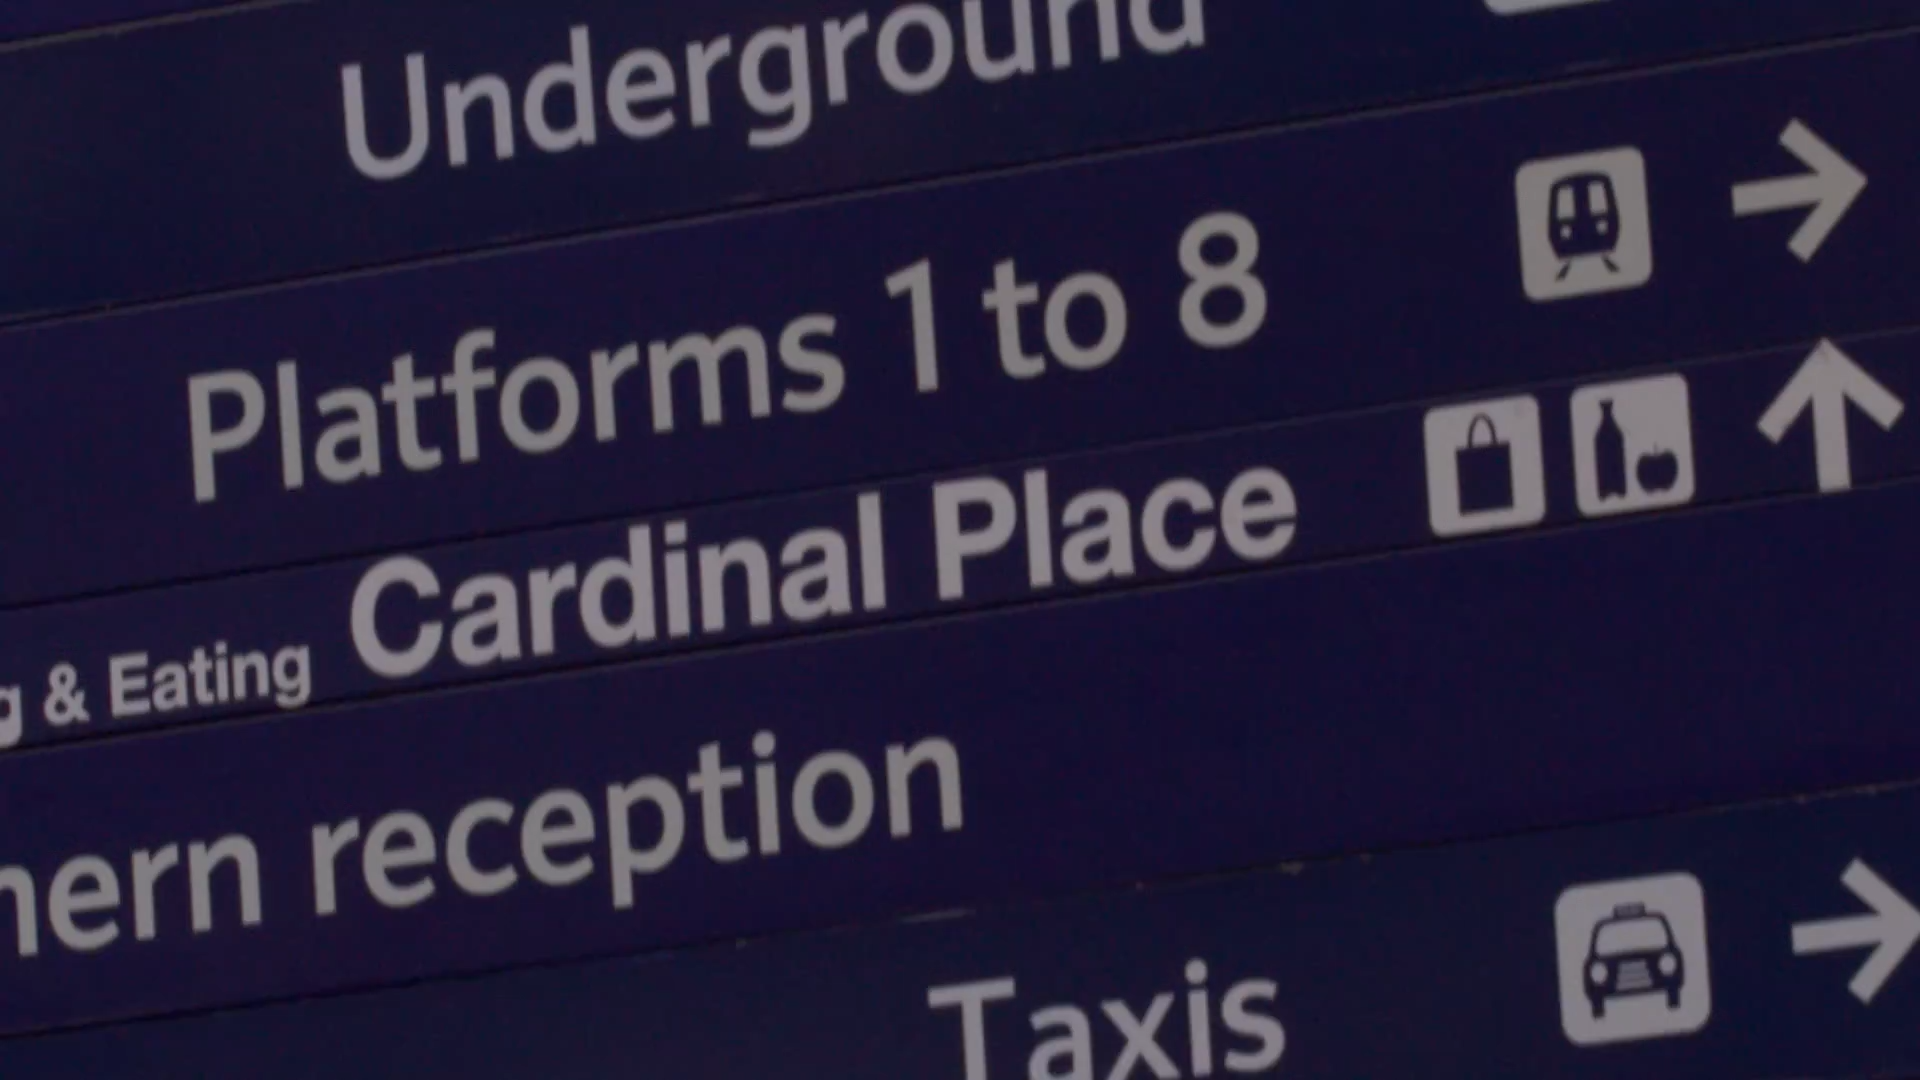 Underground
Platforms 1 to 8
& Eating Cardinal Place
reception
Taxis